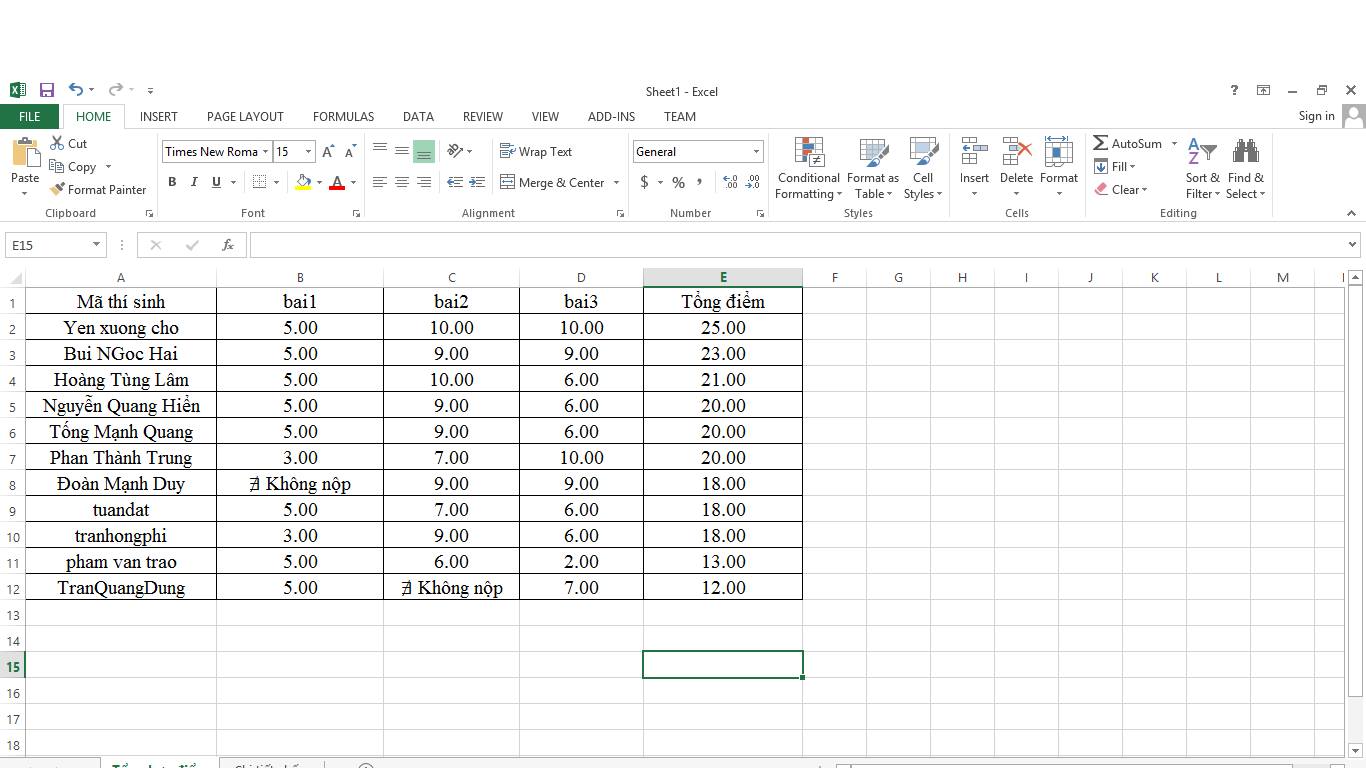 Sheet1 - Excel
FILE HOME INSERT PAGE LAYOUT FORMULAS DATA REVIEW VIEW ADD-INS TEAM Sign in
Paste Cut Copy Format Painter
Times New Roma 15
B I U
Wrap Text
Merge & Center
General
$ % , .00 .00
Conditional Formatting Format as Table Cell Styles
Insert Delete Format
AutoSum Fill Clear
Sort & Filter Find & Select
Clipboard Font Alignment Number Styles Cells Editing
E15 fx
A B C D E F G H I J K L M
1 Mã thí sinh bai1 bai2 bai3 Tổng điểm
2 Yen xuong cho 5.00 10.00 10.00 25.00
3 Bui NGoc Hai 5.00 9.00 9.00 23.00
4 Hoàng Tùng Lâm 5.00 10.00 6.00 21.00
5 Nguyễn Quang Hiển 5.00 9.00 6.00 20.00
6 Tống Mạnh Quang 5.00 9.00 6.00 20.00
7 Phan Thành Trung 3.00 7.00 10.00 20.00
8 Đoàn Mạnh Duy ∄ Không nộp 9.00 9.00 18.00
9 tuandat 5.00 7.00 6.00 18.00
10 tranhongphi 3.00 9.00 6.00 18.00
11 pham van trao 5.00 6.00 2.00 13.00
12 TranQuangDung 5.00 ∄ Không nộp 7.00 12.00
13
14
15
16
17
18